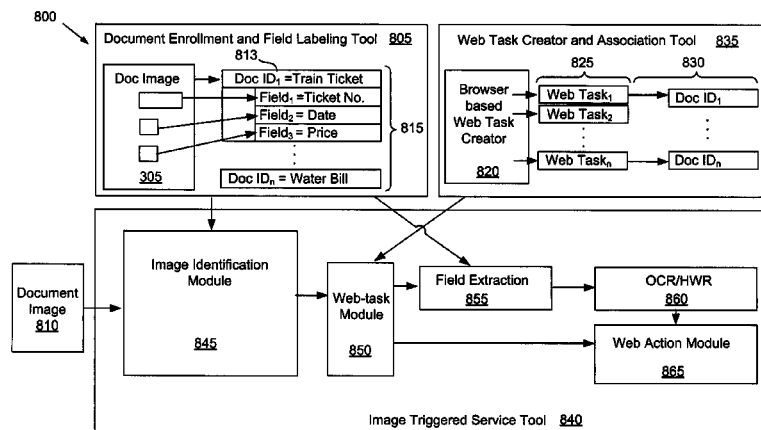 800
Document Enrollment and Field Labeling Tool 805
813
Doc Image
305
Doc ID1 =Train Ticket
Field1 =Ticket No.
Field2 = Date
Field3 = Price
Doc IDn = Water Bill
815
Web Task Creator and Association Tool 835
825
830
Browser
based
Web Task
Creator
820
Web Task1
Web Task2
Web Taskn
Doc ID1
Doc IDn
Document
Image
810
Image Identification
Module
845
Web-task
Module
850
Field Extraction
855
OCR/HWR
860
Web Action Module
865
Image Triggered Service Tool 840